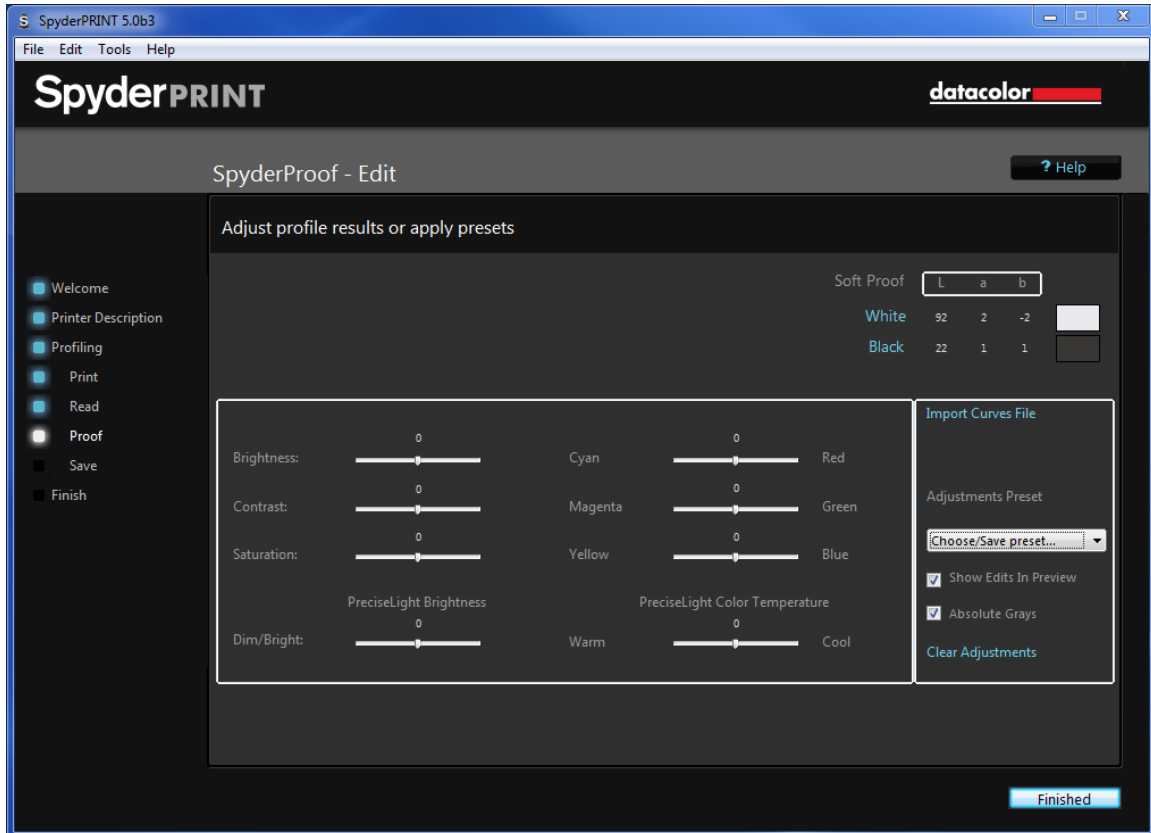 SpyderPRINT 5.0b3
File Edit Tools Help
SpyderPRINT
datacolor
SpyderProof - Edit
? Help
Adjust profile results or apply presets
Welcome
Printer Description
Profiling
Print
Read
Proof
Save
Finish
Soft Proof L a b
White 92 2 -2
Black 22 1 1
0
Brightness:
0
Contrast:
0
Saturation:
PreciseLight Brightness
0
Dim/Bright:
0
Cyan Red
0
Magenta Green
0
Yellow Blue
PreciseLight Color Temperature
0
Warm Cool
Import Curves File
Adjustments Preset
Choose/Save preset...
Show Edits In Preview
Absolute Grays
Clear Adjustments
Finished